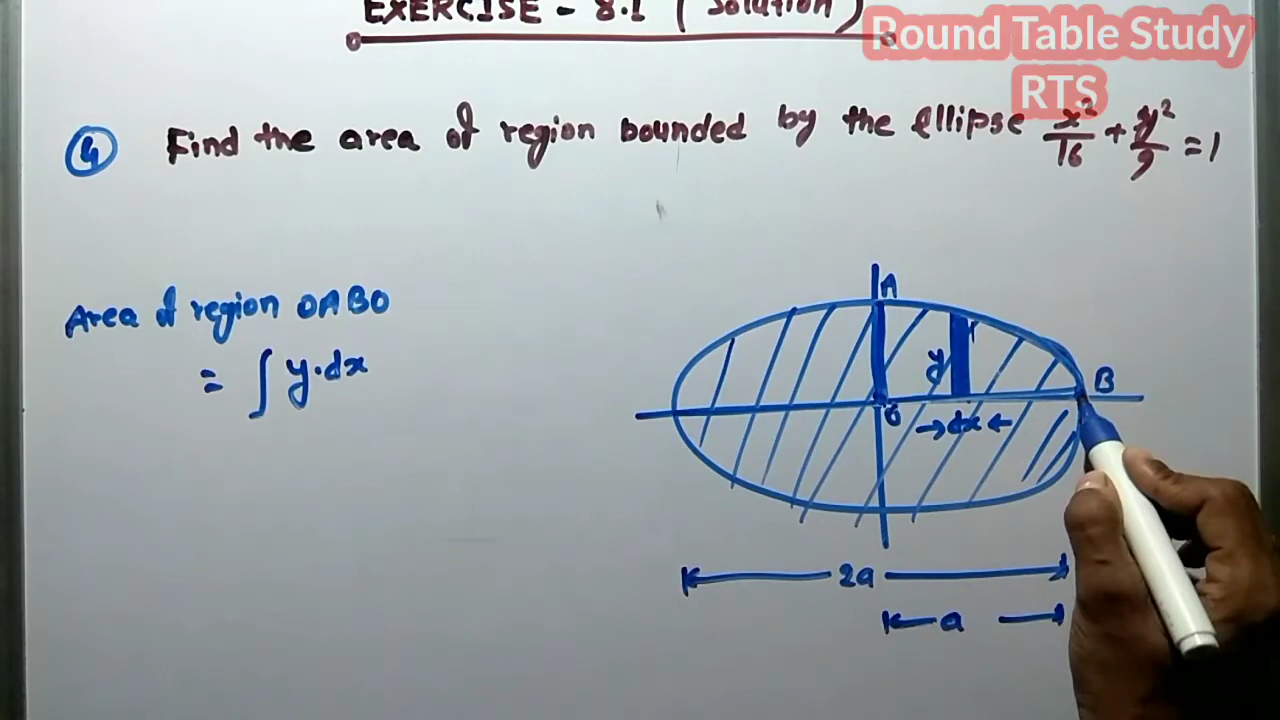 EXERCISE - 8.1 ( Solution )
Round Table Study
RTS
④ Find the area of region bounded by the ellipse x²/16 + y²/9 = 1
Area of region OABO
= ∫ y.dx
A
y
B
O
→dx←
2a
a